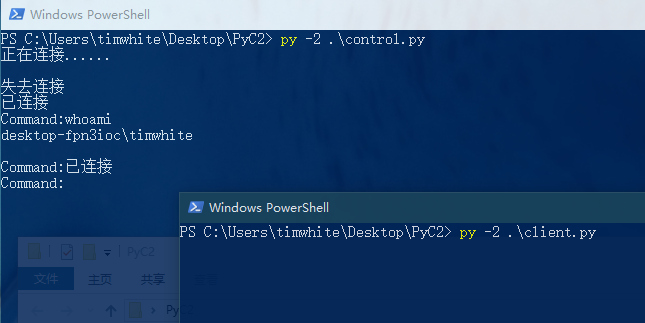 Windows PowerShell
PS C:\Users\timwhite\Desktop\PyC2> py -2 .\control.py
正在连接......
失去连接
已连接
Command:whoami
desktop-fpn3ioc\timwhite
Command:已连接
Command:
Windows PowerShell
PS C:\Users\timwhite\Desktop\PyC2> py -2 .\client.py
PyC2
文件 主页 共享